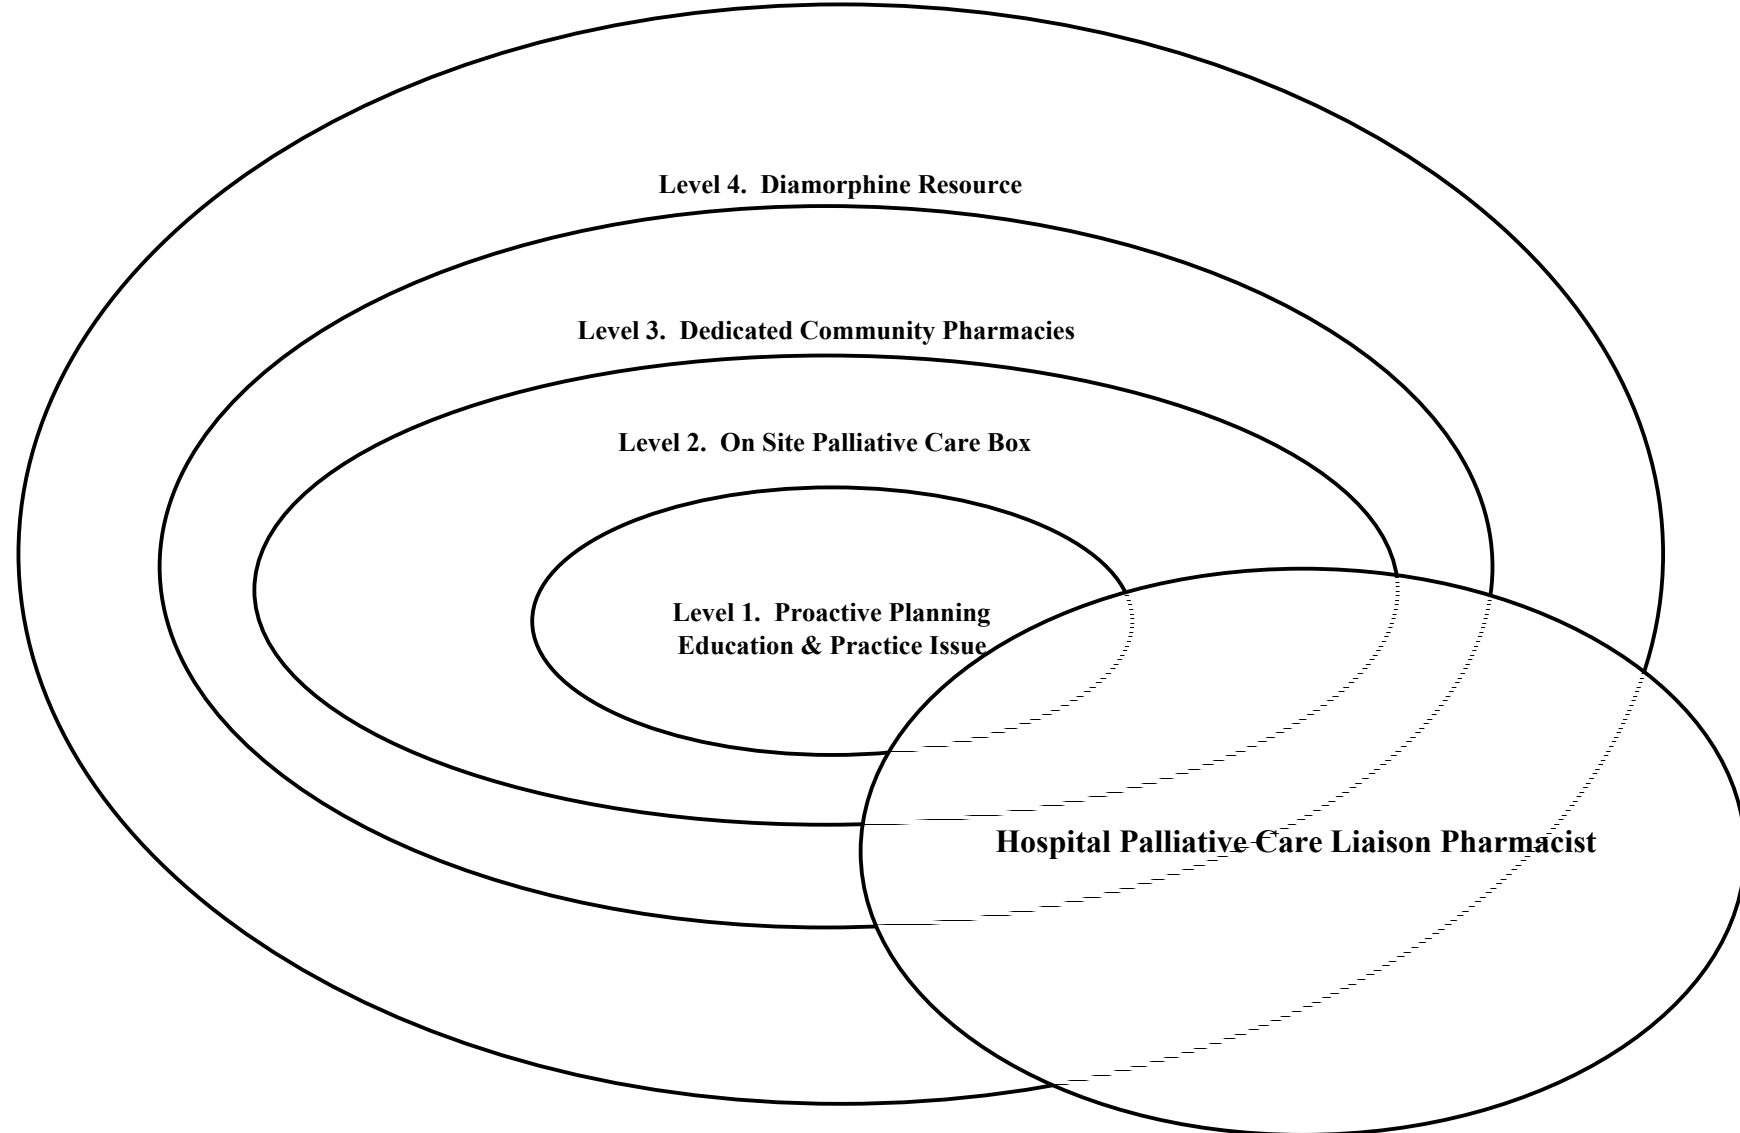 Level 4.  Diamorphine Resource
Level 3.  Dedicated Community Pharmacies
Level 2.  On Site Palliative Care Box
Level 1.  Proactive Planning
Education & Practice Issue
Hospital Palliative Care Liaison Pharmacist